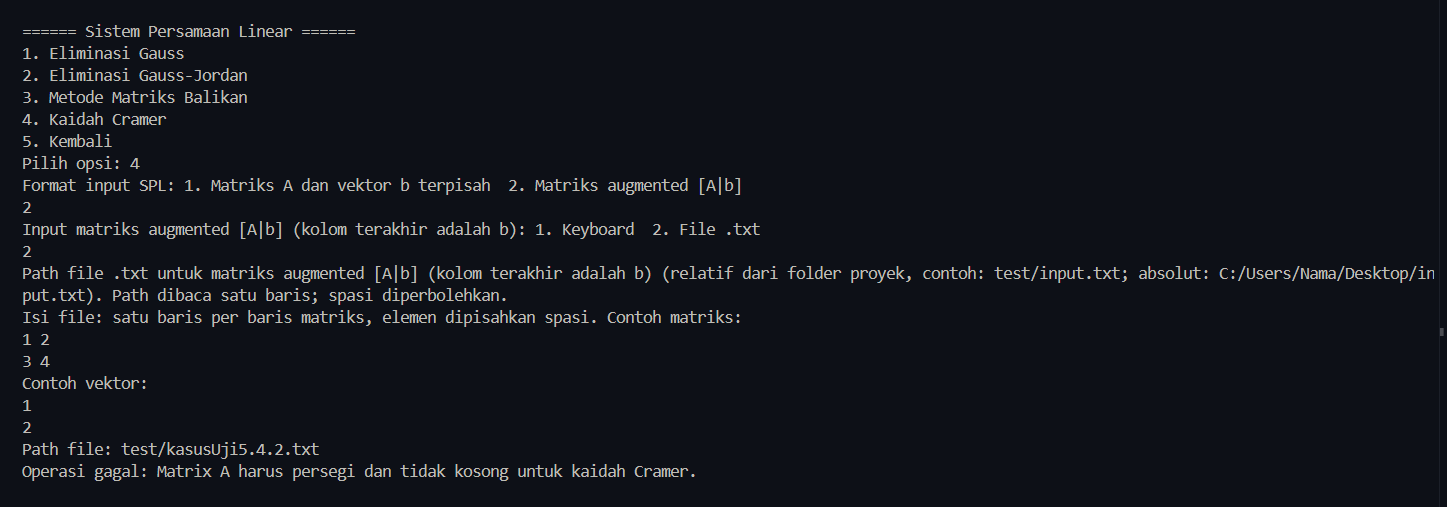 ====== Sistem Persamaan Linear ======
1. Eliminasi Gauss
2. Eliminasi Gauss-Jordan
3. Metode Matriks Balikan
4. Kaidah Cramer
5. Kembali
Pilih opsi: 4
Format input SPL: 1. Matriks A dan vektor b terpisah  2. Matriks augmented [A|b]
2
Input matriks augmented [A|b] (kolom terakhir adalah b): 1. Keyboard  2. File .txt
2
Path file .txt untuk matriks augmented [A|b] (kolom terakhir adalah b) (relatif dari folder proyek, contoh: test/input.txt; absolut: C:/Users/Nama/Desktop/in
put.txt). Path dibaca satu baris; spasi diperbolehkan.
Isi file: satu baris per baris matriks, elemen dipisahkan spasi. Contoh matriks:
1 2
3 4
Contoh vektor:
1
2
Path file: test/kasusUji5.4.2.txt
Operasi gagal: Matrix A harus persegi dan tidak kosong untuk kaidah Cramer.